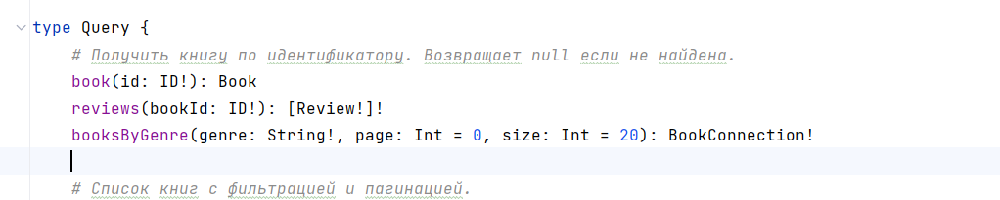 type Query {
# Получить книгу по идентификатору. Возвращает null если не найдена.
book(id: ID!): Book
reviews(bookId: ID!): [Review!]!
booksByGenre(genre: String!, page: Int = 0, size: Int = 20): BookConnection!
# Список книг с фильтрацией и пагинацией.